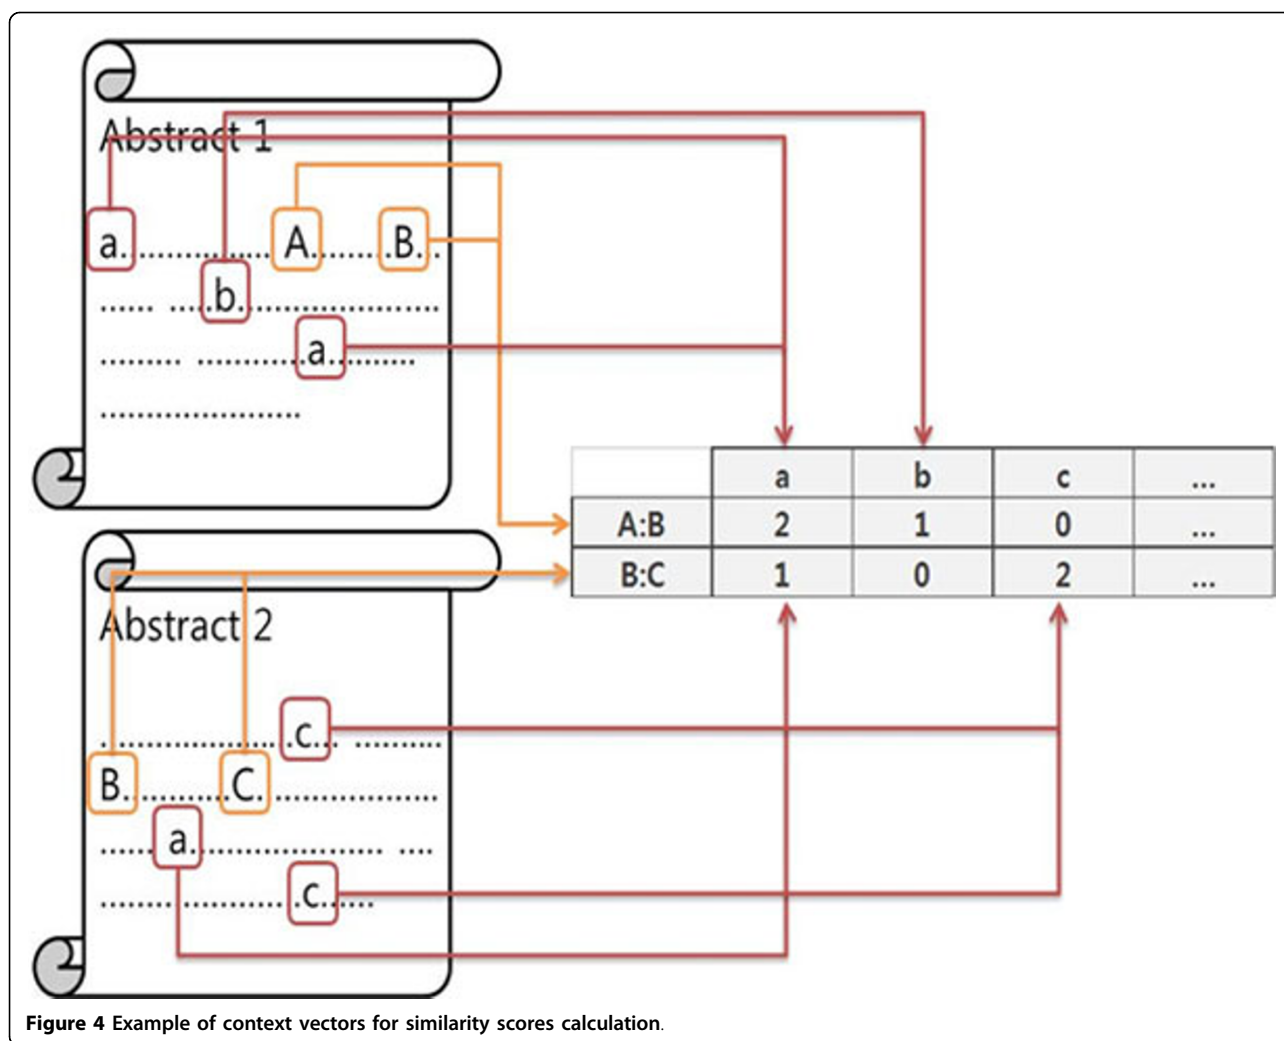 Abstract 1
a.......................A.........B...
...... .....b........................
......... ............a..........
.......................
a b c ...
A:B 2 1 0 ...
B:C 1 0 2 ...
Abstract 2
.....................c.... ..........
B............C....................
......a..................... ....
.....................c......
Figure 4 Example of context vectors for similarity scores calculation.